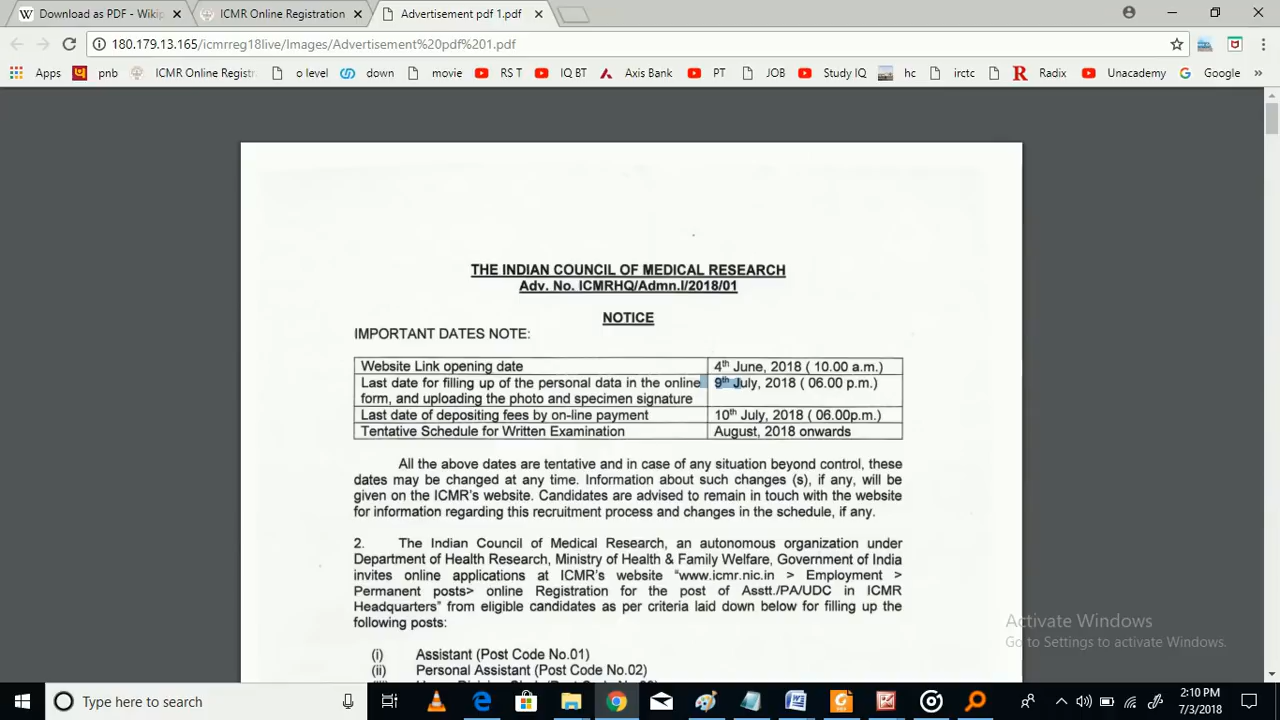 Download as PDF - Wikip
ICMR Online Registration
Advertisement pdf 1.pdf
180.179.13.165/icmrreg18live/Images/Advertisement%20pdf%201.pdf
Apps pnb ICMR Online Registr o level down movie RS T IQ BT Axis Bank PT JOB Study IQ hc irctc Radix Unacademy Google »
THE INDIAN COUNCIL OF MEDICAL RESEARCH
Adv. No. ICMRHQ/Admn.I/2018/01
NOTICE
IMPORTANT DATES NOTE:
Website Link opening date 4th June, 2018 ( 10.00 a.m.)
Last date for filling up of the personal data in the online 9th July, 2018 ( 06.00 p.m.)
form, and uploading the photo and specimen signature
Last date of depositing fees by on-line payment 10th July, 2018 ( 06.00p.m.)
Tentative Schedule for Written Examination August, 2018 onwards
All the above dates are tentative and in case of any situation beyond control, these
dates may be changed at any time. Information about such changes (s), if any, will be
given on the ICMR's website. Candidates are advised to remain in touch with the website
for information regarding this recruitment process and changes in the schedule, if any.
2. The Indian Council of Medical Research, an autonomous organization under
Department of Health Research, Ministry of Health & Family Welfare, Government of India
invites online applications at ICMR's website "www.icmr.nic.in > Employment >
Permanent posts> online Registration for the post of Asstt./PA/UDC in ICMR
Headquarters" from eligible candidates as per criteria laid down below for filling up the
following posts:
(i) Assistant (Post Code No.01)
(ii) Personal Assistant (Post Code No.02)
Activate Windows
Go to Settings to activate Windows.
Type here to search
2:10 PM
7/3/2018